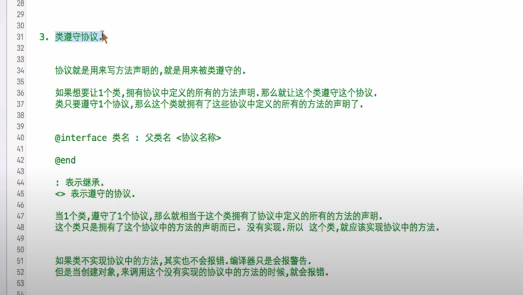 28
29
30
31 3. 类遵守协议.
32
33
34 协议就是用来写方法声明的,就是用来被类遵守的.
35
36 如果想要让1个类,拥有协议中定义的所有的方法声明.那么就让这个类遵守这个协议.
37 类只要遵守1个协议,那么这个类就拥有了这些协议中定义的所有的方法的声明了.
38
39
40 @interface 类名 : 父类名 <协议名称>
41
42 @end
43
44 : 表示继承.
45 <> 表示遵守的协议.
46
47 当1个类,遵守了1个协议,那么就相当于这个类拥有了协议中定义的所有的方法的声明.
48 这个类只是拥有了这个协议中的方法的声明而已. 没有实现.所以 这个类,就应该实现协议中的方法.
49
50
51 如果类不实现协议中的方法,其实也不会报错.编译器只是会报警告.
52 但是当创建对象,来调用这个没有实现的协议中的方法的时候,就会报错.
53
54